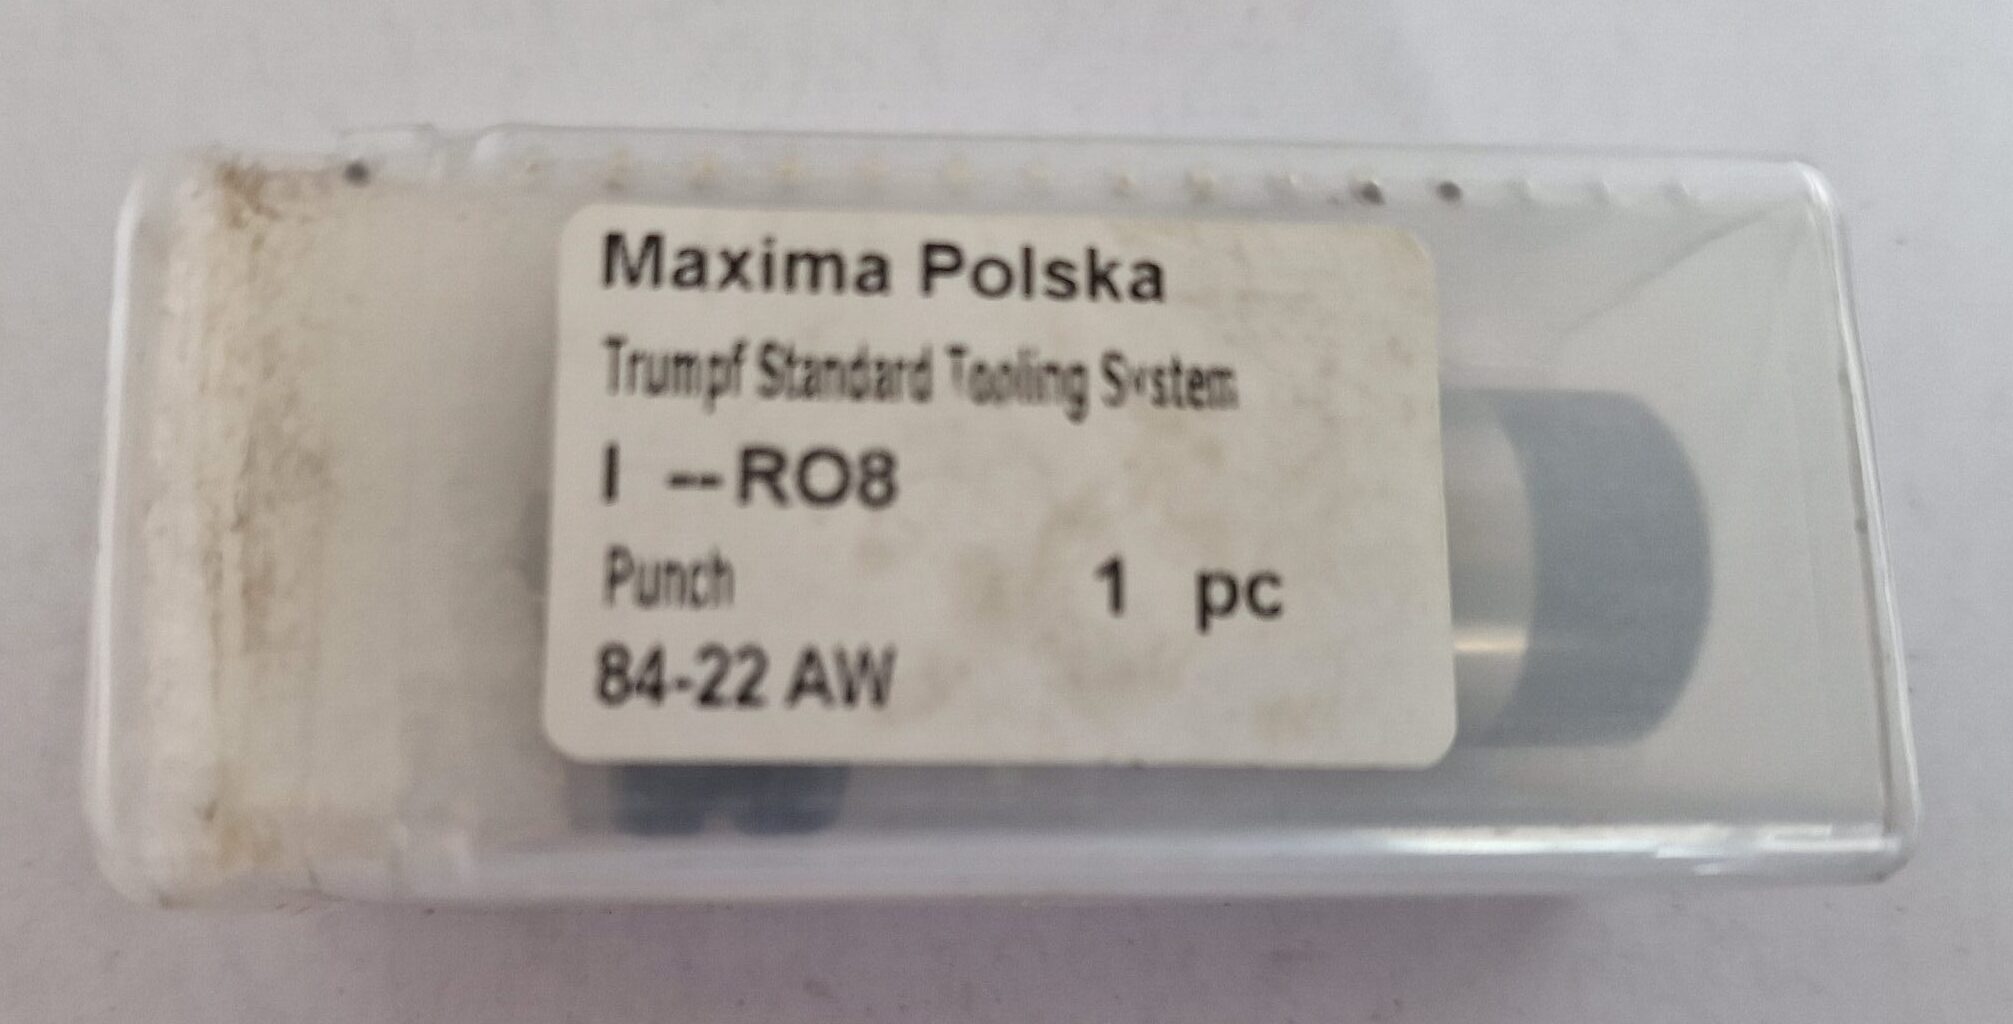 Maxima Polska
Trumpf Standard Tooling System
I -- RO8
Punch 1 pc
84-22 AW